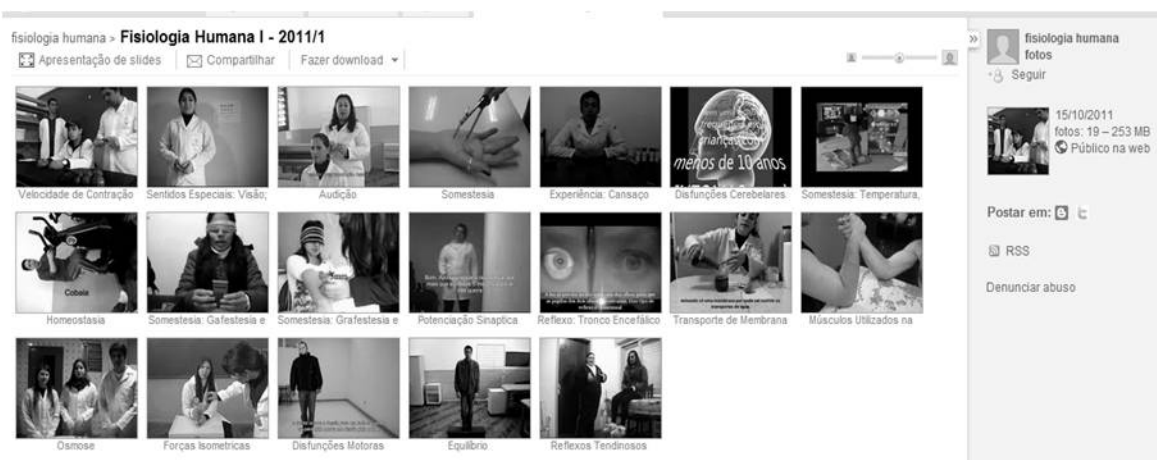 fisiologia humana > Fisiologia Humana I - 2011/1
Apresentação de slides
Compartilhar
Fazer download
Velocidade de Contração
Sentidos Especiais: Visão;
Audição
Somestesia
Experiência: Cansaço
Disfunções Cerebelares
Somestesia: Temperatura,
menos de 10 anos
Cobaia
Homeostasia
Somestesia: Gafestesia e
Somestesia: Grafestesia e
Potenciação Sinaptica
Reflexo: Tronco Encefálico
Transporte de Membrana
Músculos Utilizados na
Osmose
Forças Isometricas
Disfunções Motoras
Equilíbrio
Reflexos Tendinosos
fisiologia humana
fotos
Seguir
15/10/2011
fotos: 19 – 253 MB
Público na web
Postar em:
RSS
Denunciar abuso